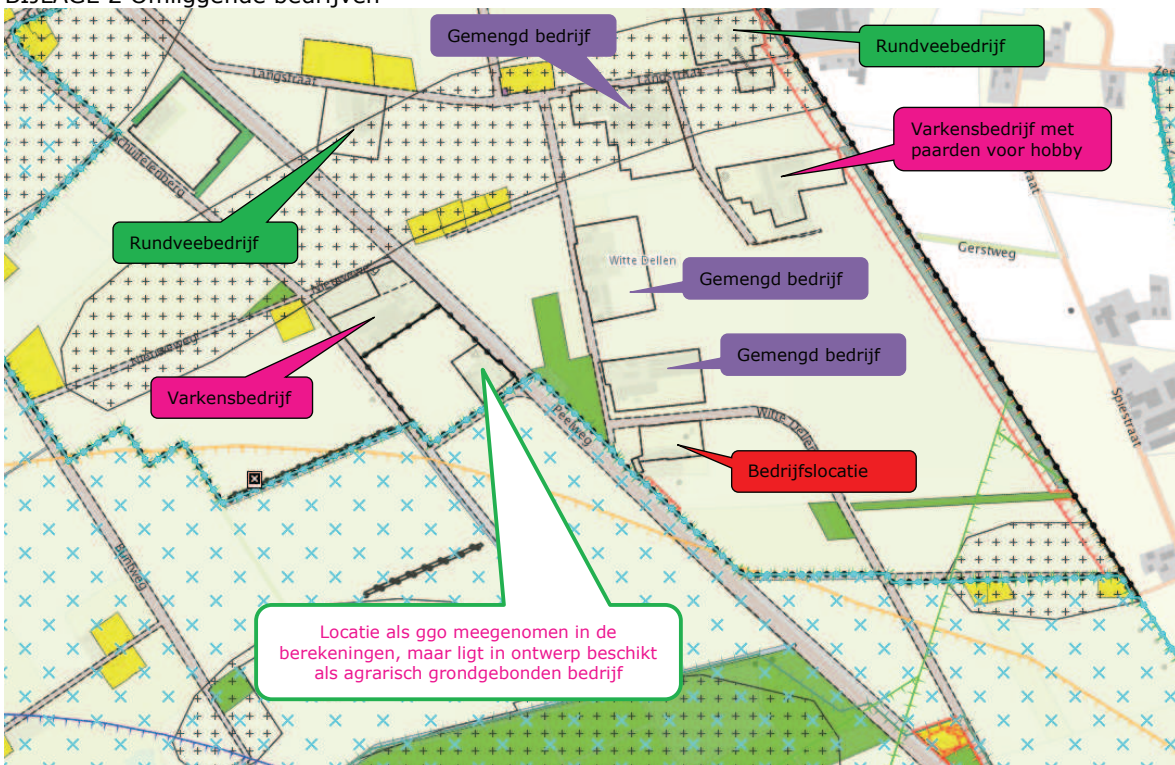 BIJLAGE 2 Omliggende bedrijven
Gemengd bedrijf
Rundveebedrijf
Langstraat
Langstraat
Varkensbedrijf met
paarden voor hobby
Rundveebedrijf
Gerstweg
Witte Dellen
Gemengd bedrijf
Gemengd bedrijf
Varkensbedrijf
Peelweg
Witte Dellen
Spiestraat
Bedrijfslocatie
Buntweg
Locatie als ggo meegenomen in de
berekeningen, maar ligt in ontwerp beschikt
als agrarisch grondgebonden bedrijf